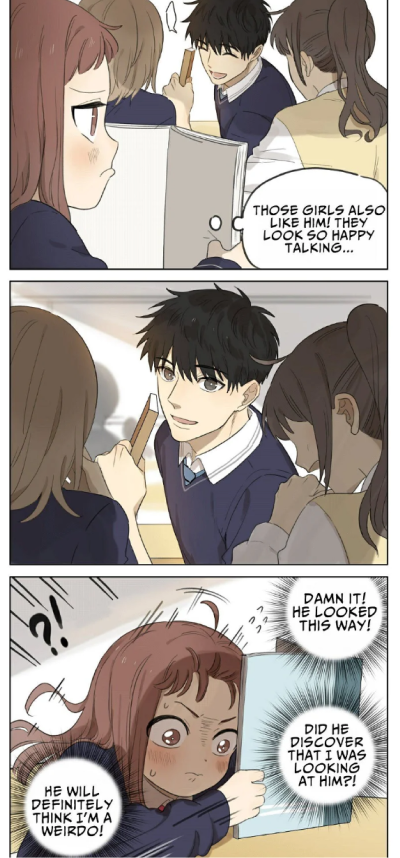 THOSE GIRLS ALSO
LIKE HIM! THEY
LOOK SO HAPPY
TALKING...
?!
DAMN IT!
HE LOOKED
THIS WAY!
DID HE
DISCOVER
THAT I WAS
LOOKING
AT HIM?!
HE WILL
DEFINITELY
THINK I'M A
WEIRDO!